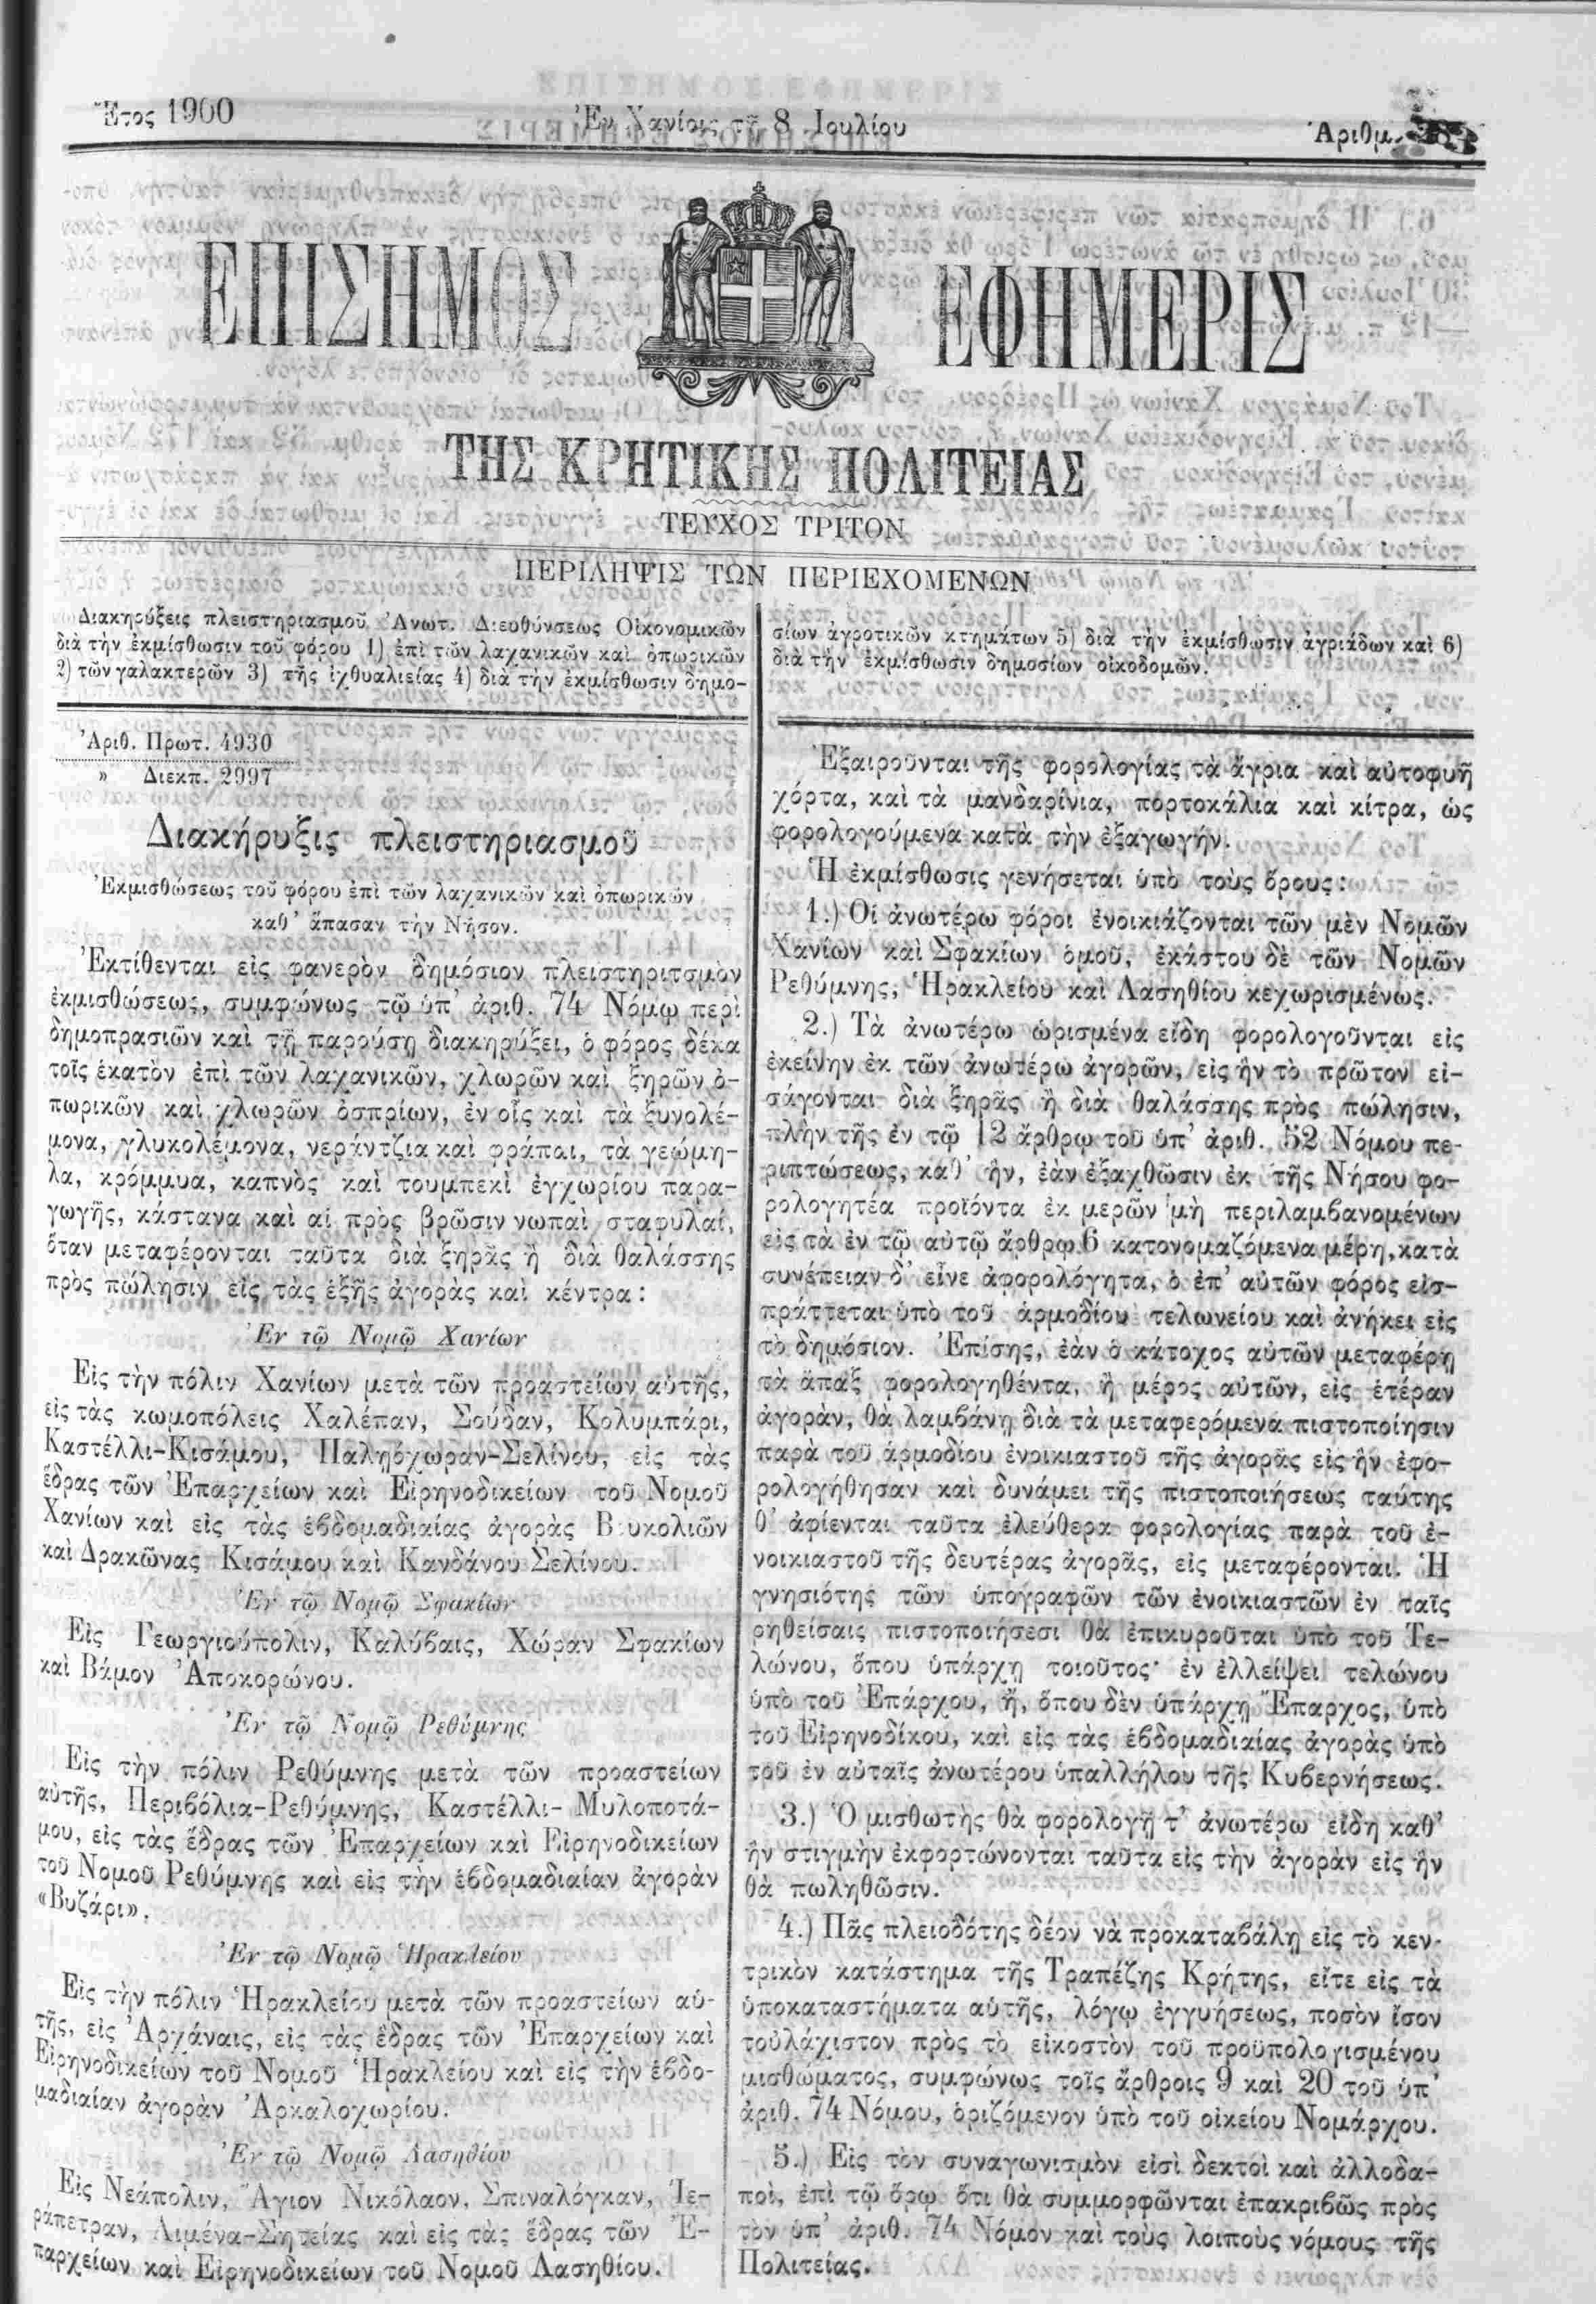 Ἔτος 1900
Ἐν Χανίοις τῇ 8 Ἰουλίου
Ἀριθμ.
ΕΠΙΣΗΜΟΣ ΕΦΗΜΕΡΙΣ
ΤΗΣ ΚΡΗΤΙΚΗΣ ΠΟΛΙΤΕΙΑΣ
ΤΕΥΧΟΣ ΤΡΙΤΟΝ
ΠΕΡΙΛΗΨΙΣ ΤΩΝ ΠΕΡΙΕΧΟΜΕΝΩΝ
Διακηρύξεις πλειστηριασμοῦ Ἀνωτ. Διευθύνσεως Οἰκονομικῶν
διὰ τὴν ἐκμίσθωσιν τοῦ φόρου 1) ἐπὶ τῶν λαχανικῶν καὶ ὀπωρικῶν
2) τῶν γαλακτερῶν 3) τῆς ἰχθυαλιείας 4) διὰ τὴν ἐκμίσθωσιν δημο-
σίων ἀγροτικῶν κτημάτων 5) διὰ τὴν ἐκμίσθωσιν ἀγριάδων καὶ 6)
διὰ τὴν ἐκμίσθωσιν δημοσίων οἰκοδομῶν.
Ἀριθ. Πρωτ. 4930
» Διεκπ. 2997
Διακήρυξις πλειστηριασμοῦ
Ἐκμισθώσεως τοῦ φόρου ἐπὶ τῶν λαχανικῶν καὶ ὀπωρικῶν
καθ' ἅπασαν τὴν Νῆσον.
Ἐκτίθενται εἰς φανερὸν δημόσιον πλειστηριτσμὸν
ἐκμισθώσεως, συμφώνως τῷ ὑπ' ἀριθ. 74 Νόμῳ περὶ
δημοπρασιῶν καὶ τῇ παρούσῃ διακηρύξει, ὁ φόρος δέκα
τοῖς ἑκατὸν ἐπὶ τῶν λαχανικῶν, χλωρῶν καὶ ξηρῶν ὀ-
πωρικῶν καὶ χλωρῶν ὀσπρίων, ἐν οἷς καὶ τὰ ξυνολέ-
μονα, γλυκολέμονα, νεράντζια καὶ φράπαι, τὰ γεώμη-
λα, κρόμμυα, καπνὸς καὶ τουμπεκὶ ἐγχωρίου παρα-
γωγῆς, κάστανα καὶ αἱ πρὸς βρῶσιν νωπαὶ σταφυλαί,
ὅταν μεταφέρονται ταῦτα διὰ ξηρᾶς ἢ διὰ θαλάσσης
πρὸς πώλησιν εἰς τὰς ἑξῆς ἀγορὰς καὶ κέντρα:
Ἐν τῷ Νομῷ Χανίων
Εἰς τὴν πόλιν Χανίων μετὰ τῶν προαστείων αὐτῆς,
εἰς τὰς κωμοπόλεις Χαλέπαν, Σούδαν, Κολυμπάρι,
Καστέλλι-Κισάμου, Παληόχωραν-Σελίνου, εἰς τὰς
ἕδρας τῶν Ἐπαρχείων καὶ Εἰρηνοδικείων τοῦ Νομοῦ
Χανίων καὶ εἰς τὰς ἑβδομαδιαίας ἀγορὰς Β υκολιῶν
καὶ Δρακῶνας Κισάμου καὶ Κανδάνου Σελίνου.
Ἐν τῷ Νομῷ Σφακίων
Εἰς Γεωργιούπολιν, Καλύβαις, Χώραν Σφακίων
καὶ Βάμον Ἀποκορώνου.
Ἐν τῷ Νομῷ Ρεθύμνης
Εἰς τὴν πόλιν Ρεθύμνης μετὰ τῶν προαστείων
αὐτῆς, Περιβόλια-Ρεθύμνης, Καστέλλι-Μυλοποτά-
μου, εἰς τὰς ἕδρας τῶν Ἐπαρχείων καὶ Εἰρηνοδικείων
τοῦ Νομοῦ Ρεθύμνης καὶ εἰς τὴν ἑβδομαδιαίαν ἀγορὰν
«Βυζάρι».
Ἐν τῷ Νομῷ Ἡρακλείου
Εἰς τὴν πόλιν Ἡρακλείου μετὰ τῶν προαστείων αὐ-
τῆς, εἰς Ἀρχάναις, εἰς τὰς ἕδρας τῶν Ἐπαρχείων καὶ
Εἰρηνοδικείων τοῦ Νομοῦ Ἡρακλείου καὶ εἰς τὴν ἑβδο-
μαδιαίαν ἀγορὰν Ἀρκαλοχωρίου.
Ἐν τῷ Νομῷ Λασηθίου
Εἰς Νεάπολιν, Ἅγιον Νικόλαον, Σπιναλόγκαν, Ἱε-
ράπετραν, Λιμένα-Σητείας καὶ εἰς τὰς ἕδρας τῶν Ἐ-
παρχείων καὶ Εἰρηνοδικείων τοῦ Νομοῦ Λασηθίου.
Ἐξαιροῦνται τῆς φορολογίας τὰ ἄγρια καὶ αὐτοφυῆ
χόρτα, καὶ τὰ μανδαρίνια, πορτοκάλια καὶ κίτρα, ὡς
φορολογούμενα κατὰ τὴν ἐξαγωγήν.
Ἡ ἐκμίσθωσις γενήσεται ὑπὸ τοὺς ὅρους:
1.) Οἱ ἀνωτέρω φόροι ἐνοικιάζονται τῶν μὲν Νομῶν
Χανίων καὶ Σφακίων ὁμοῦ, ἑκάστου δὲ τῶν Νομῶν
Ρεθύμνης, Ἡρακλείου καὶ Λασηθίου κεχωρισμένως.
2.) Τὰ ἀνωτέρω ὡρισμένα εἴδη φορολογοῦνται εἰς
ἐκείνην ἐκ τῶν ἀνωτέρω ἀγορῶν, εἰς ἣν τὸ πρῶτον εἰ-
σάγονται διὰ ξηρᾶς ἢ διὰ θαλάσσης πρὸς πώλησιν,
πλὴν τῆς ἐν τῷ 12 ἄρθρῳ τοῦ ὑπ' ἀριθ. 52 Νόμου πε-
ριπτώσεως, καθ' ἣν, ἐὰν ἐξαχθῶσιν ἐκ τῆς Νήσου φο-
ρολογητέα προϊόντα ἐκ μερῶν μὴ περιλαμβανομένων
εἰς τὰ ἐν τῷ αὐτῷ ἄρθρῳ 6 κατονομαζόμενα μέρη, κατὰ
συνέπειαν δ' εἶνε ἀφορολόγητα, ὁ ἐπ' αὐτῶν φόρος εἰσ-
πράττεται ὑπὸ τοῦ ἁρμοδίου τελωνείου καὶ ἀνήκει εἰς
τὸ δημόσιον. Ἐπίσης, ἐὰν ὁ κάτοχος αὐτῶν μεταφέρῃ
τὰ ἅπαξ φορολογηθέντα, ἢ μέρος αὐτῶν, εἰς ἑτέραν
ἀγορὰν, θὰ λαμβάνῃ διὰ τὰ μεταφερόμενα πιστοποίησιν
παρὰ τοῦ ἁρμοδίου ἐνοικιαστοῦ τῆς ἀγορᾶς εἰς ἣν ἐφο-
ρολογήθησαν καὶ δυνάμει τῆς πιστοποιήσεως ταύτης
θ' ἀφίενται ταῦτα ἐλεύθερα φορολογίας παρὰ τοῦ ἐ-
νοικιαστοῦ τῆς δευτέρας ἀγορᾶς, εἰς μεταφέρονται. Ἡ
γνησιότης τῶν ὑπογραφῶν τῶν ἐνοικιαστῶν ἐν ταῖς
ῥηθείσαις πιστοποιήσεσι θὰ ἐπικυροῦται ὑπὸ τοῦ Τε-
λώνου, ὅπου ὑπάρχῃ τοιοῦτος· ἐν ἐλλείψει τελώνου
ὑπὸ τοῦ Ἐπάρχου, ἤ, ὅπου δὲν ὑπάρχῃ Ἔπαρχος, ὑπὸ
τοῦ Εἰρηνοδίκου, καὶ εἰς τὰς ἑβδομαδιαίας ἀγορὰς ὑπὸ
τοῦ ἐν αὐταῖς ἀνωτέρου ὑπαλλήλου τῆς Κυβερνήσεως.
3.) Ὁ μισθωτὴς θὰ φορολογῇ τ' ἀνωτέρω εἴδη καθ'
ἣν στιγμὴν ἐκφορτώνονται ταῦτα εἰς τὴν ἀγορὰν εἰς ἣν
θὰ πωληθῶσιν.
4.) Πᾶς πλειοδότης δέον νὰ προκαταβάλῃ εἰς τὸ κεν-
τρικὸν κατάστημα τῆς Τραπέζης Κρήτης, εἴτε εἰς τὰ
ὑποκαταστήματα αὐτῆς, λόγῳ ἐγγυήσεως, ποσὸν ἴσον
τοὐλάχιστον πρὸς τὸ εἰκοστὸν τοῦ προϋπολογισμένου
μισθώματος, συμφώνως τοῖς ἄρθροις 9 καὶ 20 τοῦ ὑπ'
ἀριθ. 74 Νόμου, ὁριζόμενον ὑπὸ τοῦ οἰκείου Νομάρχου.
5.) Εἰς τὸν συναγωνισμὸν εἰσὶ δεκτοὶ καὶ ἀλλοδα-
ποί, ἐπὶ τῷ ὅρῳ ὅτι θὰ συμμορφῶνται ἐπακριβῶς πρὸς
τὸν ὑπ' ἀριθ. 74 Νόμον καὶ τοὺς λοιποὺς νόμους τῆς
Πολιτείας.